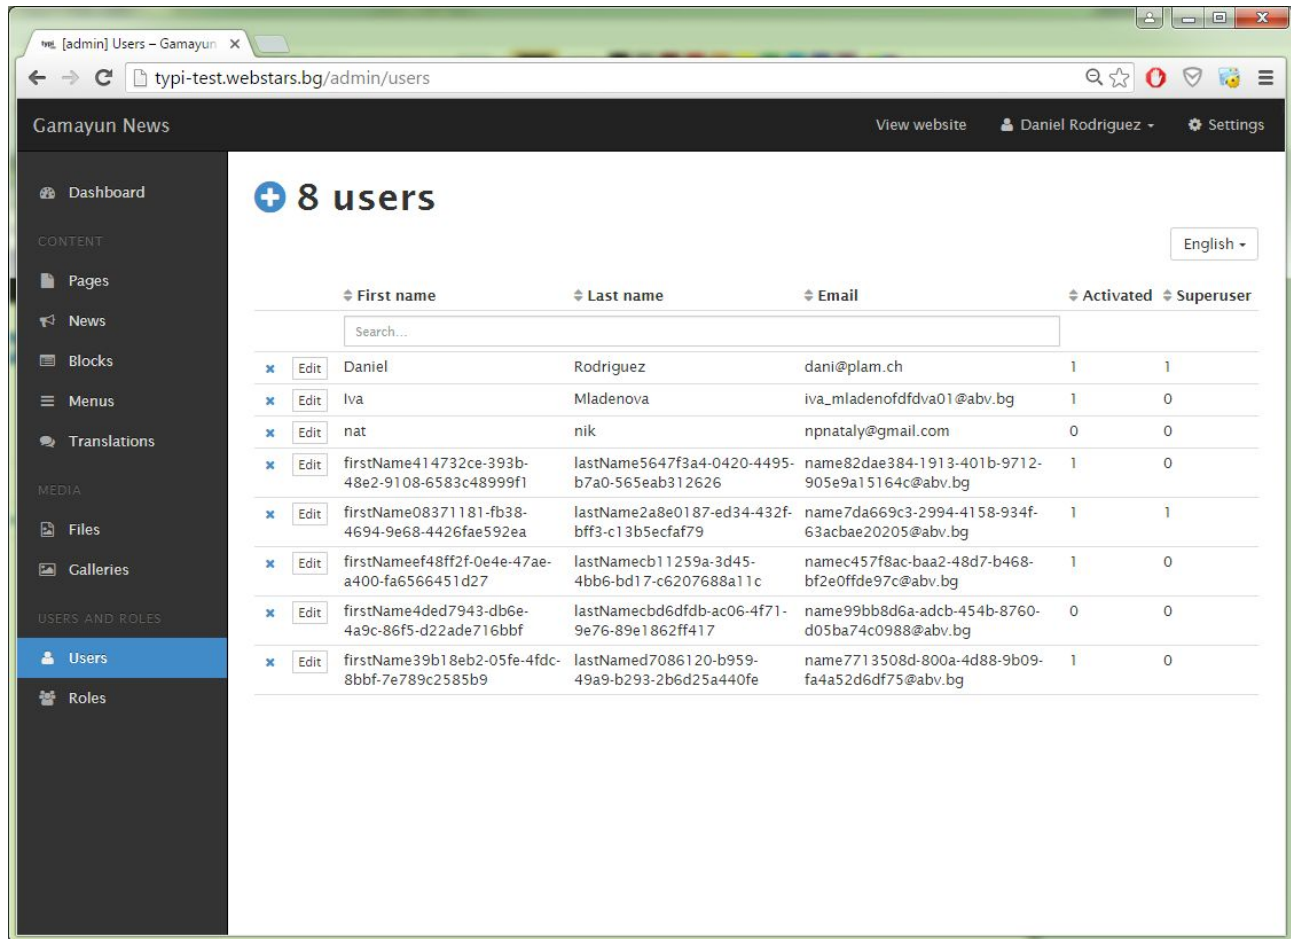 [admin] Users – Gamayun
typi-test.webstars.bg/admin/users
Gamayun News
View website
Daniel Rodriguez
Settings
Dashboard
CONTENT
Pages
News
Blocks
Menus
Translations
MEDIA
Files
Galleries
USERS AND ROLES
Users
Roles
8 users
English
First name Last name Email Activated Superuser
Search...
Edit Daniel Rodriguez dani@plam.ch 1 1
Edit Iva Mladenova iva_mladenofdfdva01@abv.bg 1 0
Edit nat nik npnataly@gmail.com 0 0
Edit firstName414732ce-393b- lastName5647f3a4-0420-4495- name82dae384-1913-401b-9712- 1 0
48e2-9108-6583c48999f1 b7a0-565eab312626 905e9a15164c@abv.bg
Edit firstName08371181-fb38- lastName2a8e0187-ed34-432f- name7da669c3-2994-4158-934f- 1 1
4694-9e68-4426fae592ea bff3-c13b5ecfaf79 63acbae20205@abv.bg
Edit firstNameef48ff2f-0e4e-47ae- lastNamecb11259a-3d45- namec457f8ac-baa2-48d7-b468- 1 0
a400-fa6566451d27 4bb6-bd17-c6207688a11c bf2e0ffde97c@abv.bg
Edit firstName4ded7943-db6e- lastNamecbd6dfdb-ac06-4f71- name99bb8d6a-adcb-454b-8760- 0 0
4a9c-86f5-d22ade716bbf 9e76-89e1862ff417 d05ba74c0988@abv.bg
Edit firstName39b18eb2-05fe-4fdc- lastNamed7086120-b959- name7713508d-800a-4d88-9b09- 1 0
8bbf-7e789c2585b9 49a9-b293-2b6d25a440fe fa4a52d6df75@abv.bg